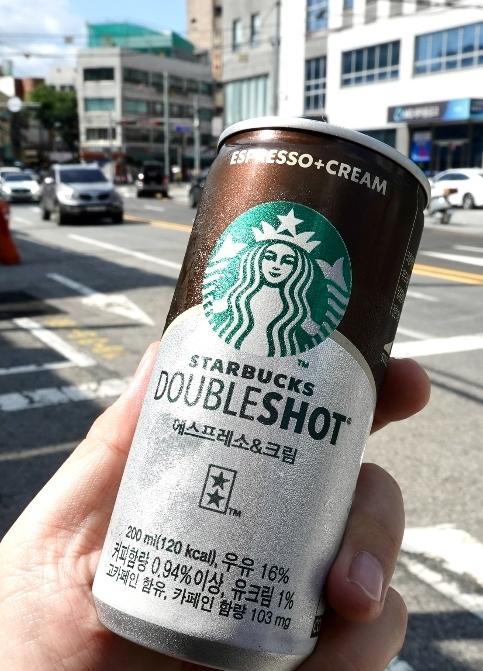 ESPRESSO+CREAM
TM
STARBUCKS
DOUBLESHOT®
에스프레소&크림
TM
200 ml(120 kcal), 우유 16%
커피함량 0.94%이상, 유크림 1%
고카페인 함유, 카페인 함량 103 mg